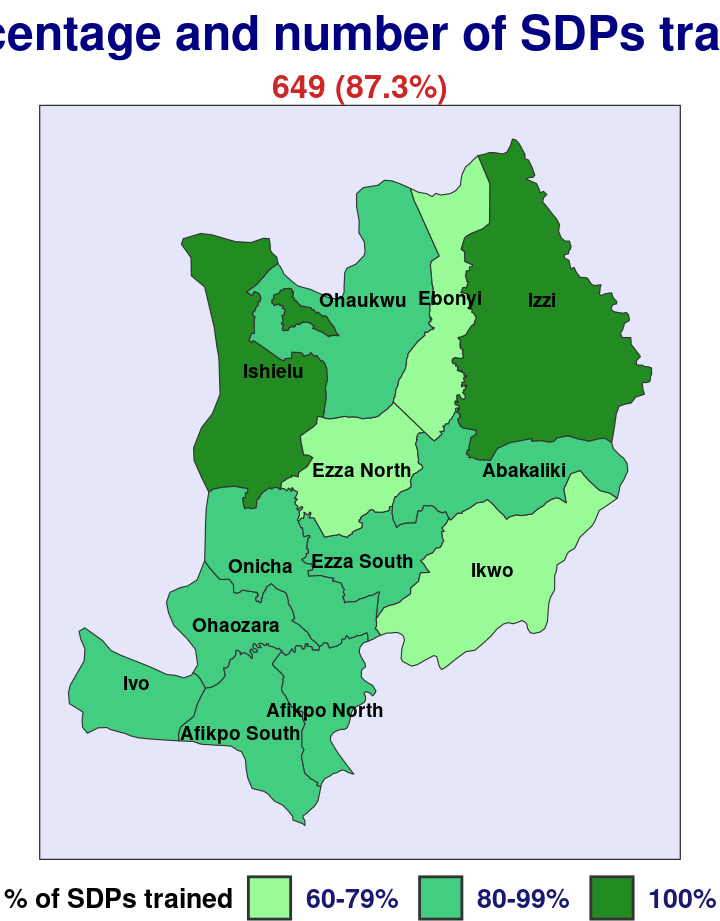 centage and number of SDPs tra
649 (87.3%)
Ohaukwu
Ebonyi
Izzi
Ishielu
Ezza North
Abakaliki
Onicha
Ezza South
Ikwo
Ohaozara
Ivo
Afikpo North
Afikpo South
% of SDPs trained 60-79% 80-99% 100%